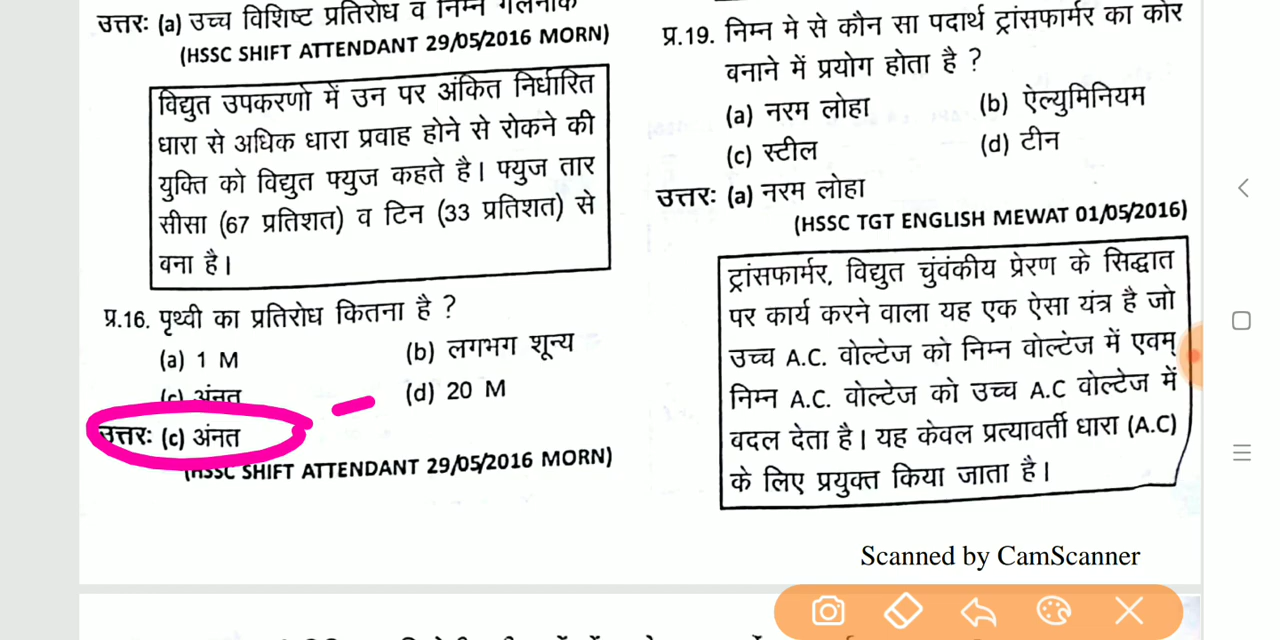 उत्तरः (a) उच्च विशिष्ट प्रतिरोध व निम्न गलनांक
(HSSC SHIFT ATTENDANT 29/05/2016 MORN)
विद्युत उपकरणो में उन पर अंकित निर्धारित
धारा से अधिक धारा प्रवाह होने से रोकने की
युक्ति को विद्युत फ्युज कहते है। फ्युज तार
सीसा (67 प्रतिशत) व टिन (33 प्रतिशत) से
वना है।
प्र.16. पृथ्वी का प्रतिरोध कितना है ?
(a) 1 M (b) लगभग शून्य
(c) अंनत (d) 20 M
उत्तरः (c) अंनत
(HSSC SHIFT ATTENDANT 29/05/2016 MORN)
प्र.19. निम्न मे से कौन सा पदार्थ ट्रांसफार्मर का कोर
वनाने में प्रयोग होता है ?
(a) नरम लोहा (b) ऐल्युमिनियम
(c) स्टील (d) टीन
उत्तरः (a) नरम लोहा
(HSSC TGT ENGLISH MEWAT 01/05/2016)
ट्रांसफार्मर, विद्युत चुंवंकीय प्रेरण के सिद्धात
पर कार्य करने वाला यह एक ऐसा यंत्र है जो
उच्च A.C. वोल्टेज को निम्न वोल्टेज में एवम्
निम्न A.C. वोल्टेज को उच्च A.C वोल्टेज में
वदल देता है। यह केवल प्रत्यावर्ती धारा (A.C)
के लिए प्रयुक्त किया जाता है।
Scanned by CamScanner